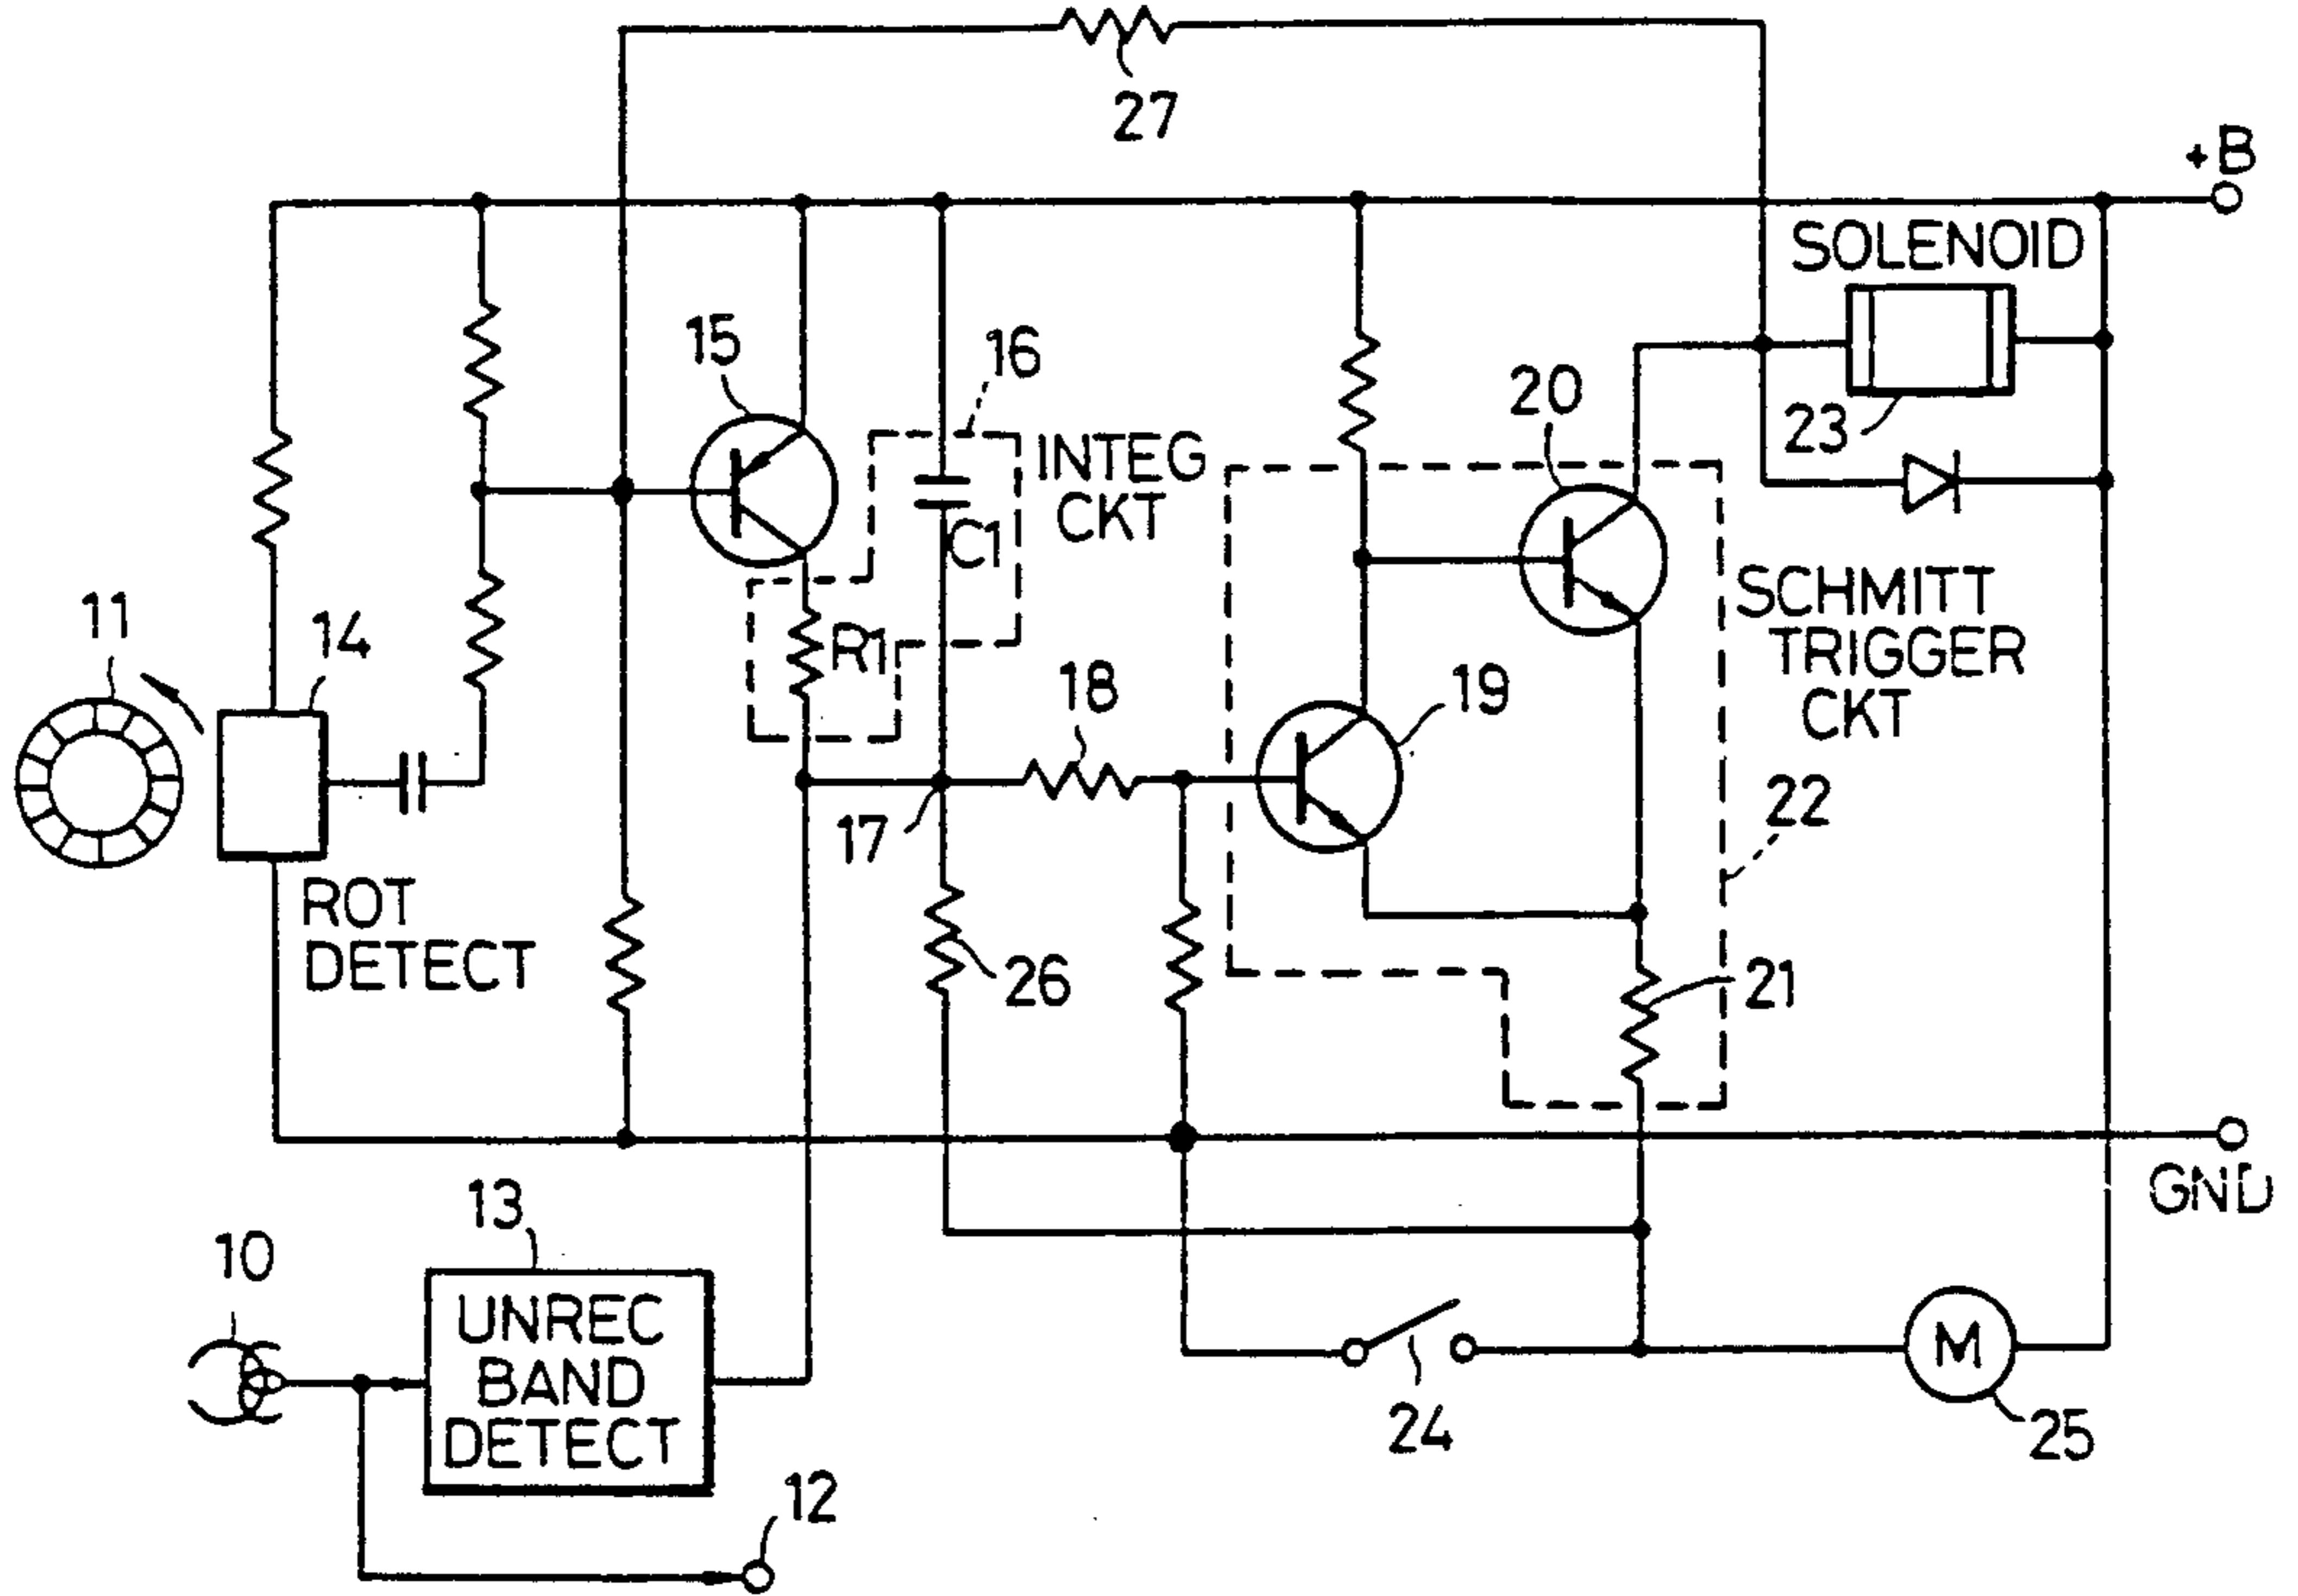 27
+B
SOLENOID
15
16
INTEG
CKT
C1
20
23
SCHMITT
TRIGGER
CKT
11
14
R1
18
19
17
22
ROT
DETECT
26
21
GND
13
10
UNREC
BAND
DETECT
M
24
25
12